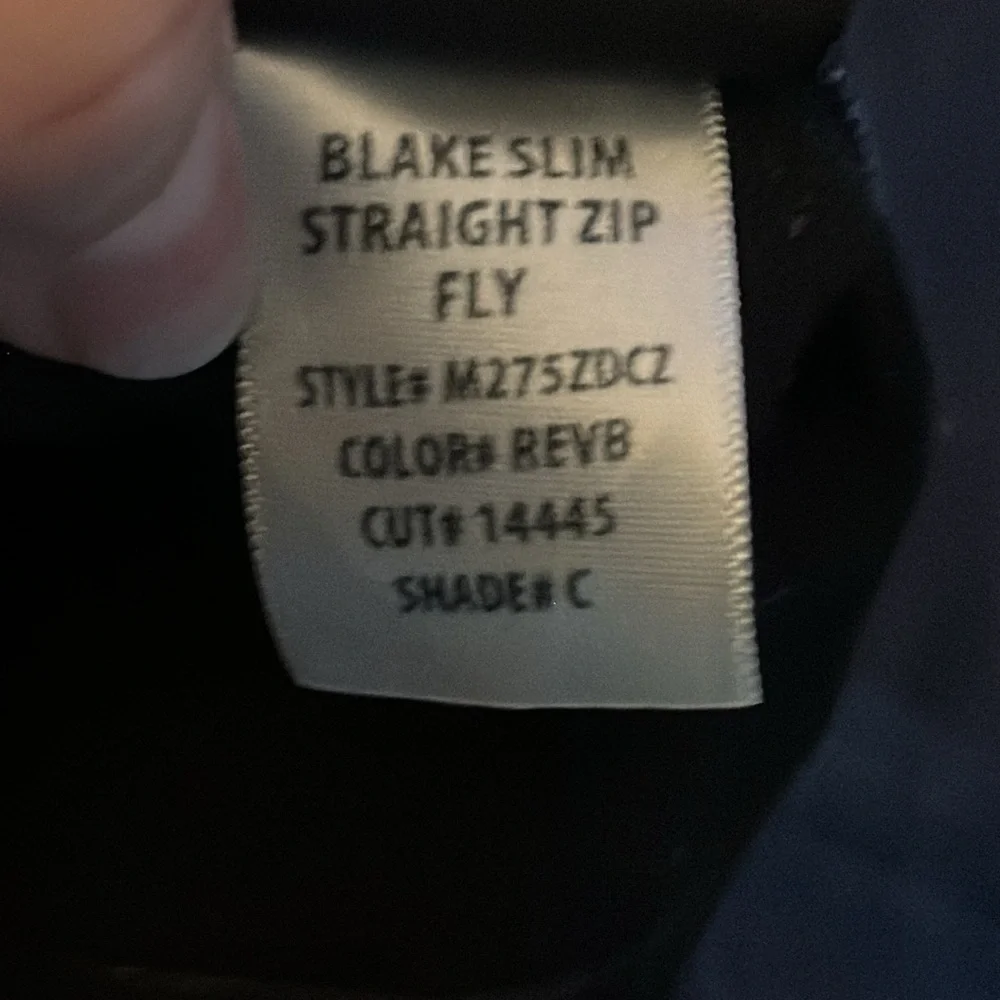 BLAKE SLIM
STRAIGHT ZIP
FLY
STYLE# M275ZDCZ
COLOR# REVB
CUT# 14445
SHADE# C